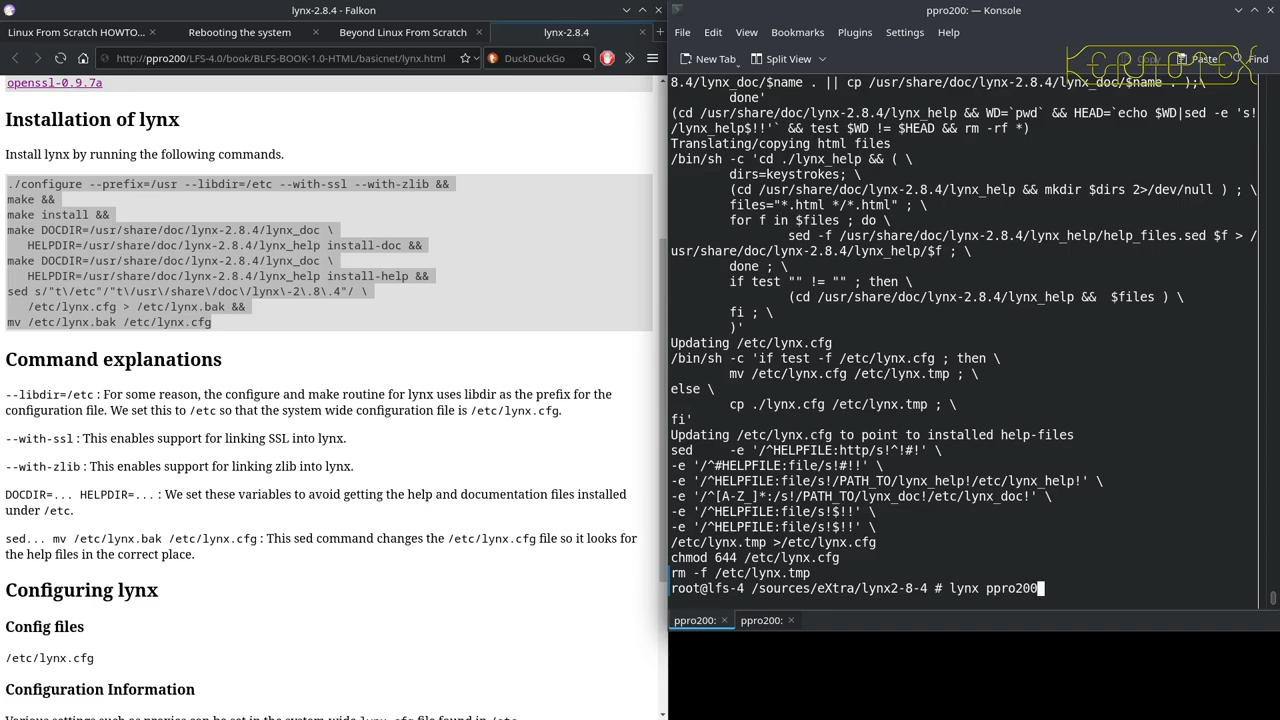 lynx-2.8.4 - Falkon
Linux From Scratch HOWTO...
Rebooting the system
Beyond Linux From Scratch
lynx-2.8.4
http://ppro200/LFS-4.0/book/BLFS-BOOK-1.0-HTML/basicnet/lynx.html
DuckDuckGo
openssl-0.9.7a
Installation of lynx
Install lynx by running the following commands.
./configure --prefix=/usr --libdir=/etc --with-ssl --with-zlib &&
make &&
make install &&
make DOCDIR=/usr/share/doc/lynx-2.8.4/lynx_doc \
HELPDIR=/usr/share/doc/lynx-2.8.4/lynx_help install-doc &&
make DOCDIR=/usr/share/doc/lynx-2.8.4/lynx_doc \
HELPDIR=/usr/share/doc/lynx-2.8.4/lynx_help install-help &&
sed s/"t\/etc"/"t\/usr\/share\/doc\/lynx\-2\.8\.4"/ \
/etc/lynx.cfg > /etc/lynx.bak &&
mv /etc/lynx.bak /etc/lynx.cfg
Command explanations
--libdir=/etc : For some reason, the configure and make routine for lynx uses libdir as the prefix for the
configuration file. We set this to /etc so that the system wide configuration file is /etc/lynx.cfg.
--with-ssl : This enables support for linking SSL into lynx.
--with-zlib : This enables support for linking zlib into lynx.
DOCDIR=... HELPDIR=... : We set these variables to avoid getting the help and documentation files installed
under /etc.
sed... mv /etc/lynx.bak /etc/lynx.cfg : This sed command changes the /etc/lynx.cfg file so it looks for
the help files in the correct place.
Configuring lynx
Config files
/etc/lynx.cfg
Configuration Information
Various settings such as proxies can be set in the system-wide lynx.cfg file found in /etc.
ppro200: — Konsole
File Edit View Bookmarks Plugins Settings Help
New Tab Split View Copy Paste Find
8.4/lynx_doc/$name . || cp /usr/share/doc/lynx-2.8.4/lynx_doc/$name . );\
done'
(cd /usr/share/doc/lynx-2.8.4/lynx_help && WD=`pwd` && HEAD=`echo $WD|sed -e 's!
/lynx_help$!!'` && test $WD != $HEAD && rm -rf *)
Translating/copying html files
/bin/sh -c 'cd ./lynx_help && ( \
dirs=keystrokes; \
(cd /usr/share/doc/lynx-2.8.4/lynx_help && mkdir $dirs 2>/dev/null ) ; \
files="*.html */*.html" ; \
for f in $files ; do \
sed -f /usr/share/doc/lynx-2.8.4/lynx_help/help_files.sed $f > /
usr/share/doc/lynx-2.8.4/lynx_help/$f ; \
done ; \
if test "" != "" ; then \
(cd /usr/share/doc/lynx-2.8.4/lynx_help &&  $files ) \
fi ; \
)'
Updating /etc/lynx.cfg
/bin/sh -c 'if test -f /etc/lynx.cfg ; then \
mv /etc/lynx.cfg /etc/lynx.tmp ; \
else \
cp ./lynx.cfg /etc/lynx.tmp ; \
fi'
Updating /etc/lynx.cfg to point to installed help-files
sed -e '/^HELPFILE:http/s!^!#!' \
-e '/^#HELPFILE:file/s!#!!' \
-e '/^HELPFILE:file/s!/PATH_TO/lynx_help!/etc/lynx_help!' \
-e '/^[A-Z_]*:/s!/PATH_TO/lynx_doc!/etc/lynx_doc!' \
-e '/^HELPFILE:file/s!$!!' \
-e '/^HELPFILE:file/s!$!!' \
/etc/lynx.tmp >/etc/lynx.cfg
chmod 644 /etc/lynx.cfg
rm -f /etc/lynx.tmp
root@lfs-4 /sources/eXtra/lynx2-8-4 # lynx ppro200
ppro200: ppro200: